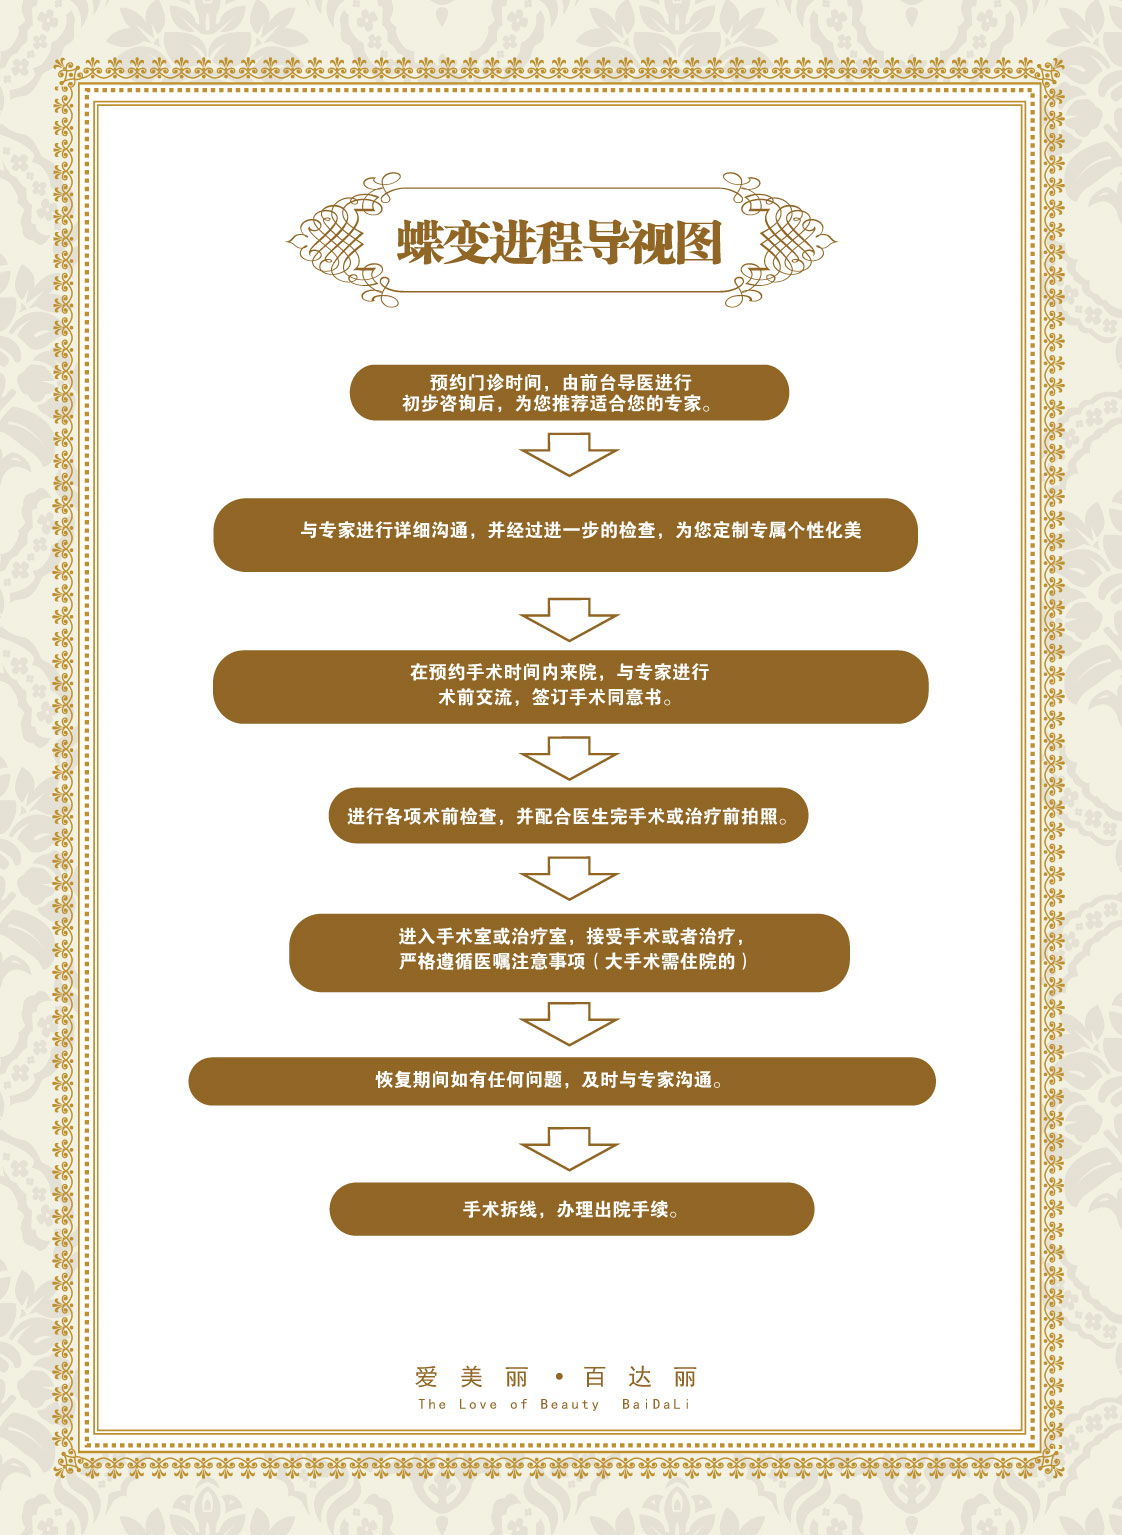 蝶变进程导视图
预约门诊时间，由前台导医进行
初步咨询后，为您推荐适合您的专家。
与专家进行详细沟通，并经过进一步的检查，为您定制专属个性化美
在预约手术时间内来院，与专家进行
术前交流，签订手术同意书。
进行各项术前检查，并配合医生完手术或治疗前拍照。
进入手术室或治疗室，接受手术或者治疗，
严格遵循医嘱注意事项（大手术需住院的）
恢复期间如有任何问题，及时与专家沟通。
手术拆线，办理出院手续。
爱美丽·百达丽
The Love of Beauty BaiDaLi